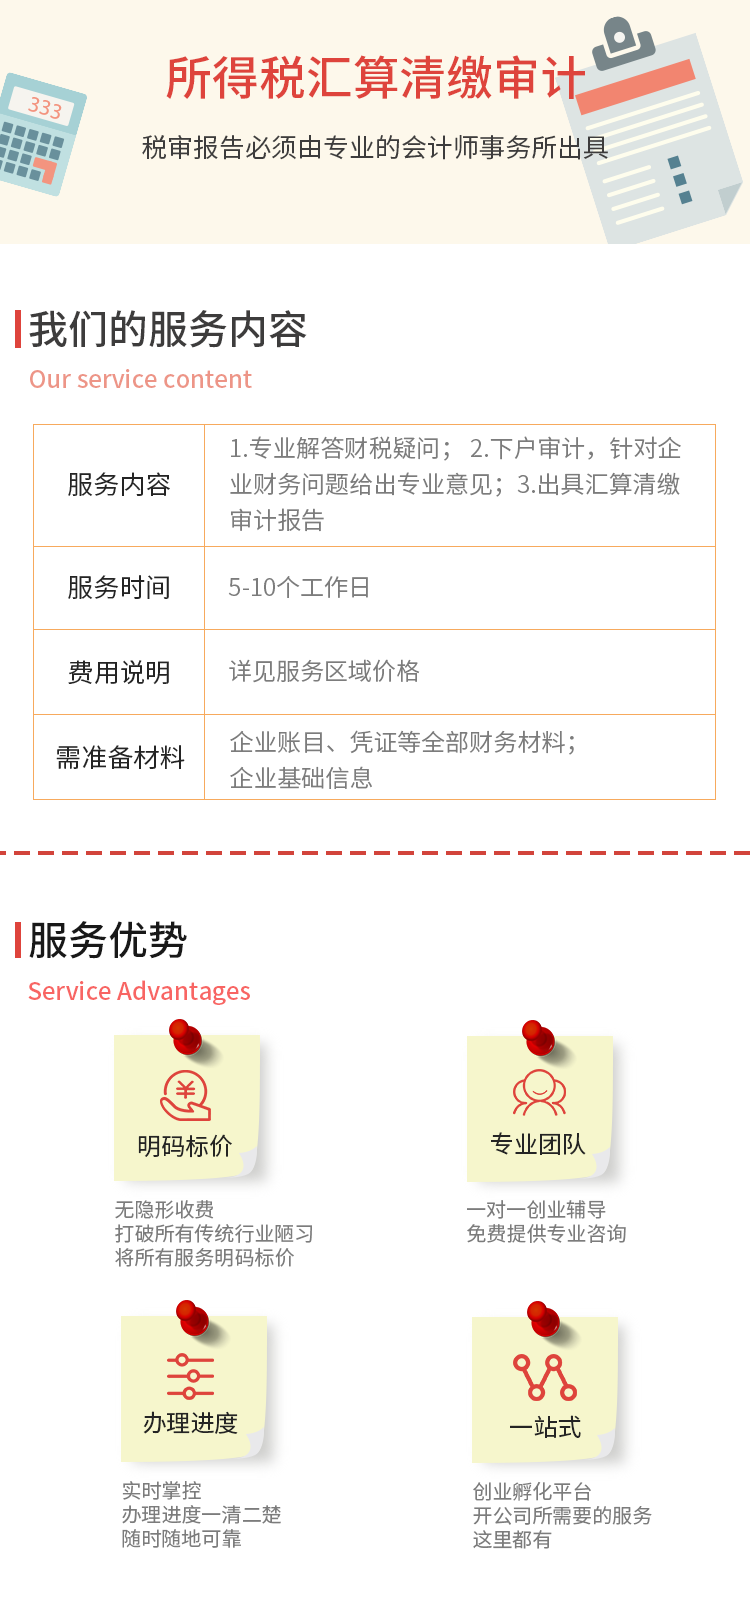 333
所得税汇算清缴审计
税审报告必须由专业的会计师事务所出具
我们的服务内容
Our service content
服务内容
1.专业解答财税疑问； 2.下户审计，针对企
业财务问题给出专业意见；3.出具汇算清缴
审计报告
服务时间
5-10个工作日
费用说明
详见服务区域价格
需准备材料
企业账目、凭证等全部财务材料；
企业基础信息
服务优势
Service Advantages
明码标价
无隐形收费
打破所有传统行业陋习
将所有服务明码标价
专业团队
一对一创业辅导
免费提供专业咨询
办理进度
实时掌控
办理进度一清二楚
随时随地可靠
一站式
创业孵化平台
开公司所需要的服务
这里都有